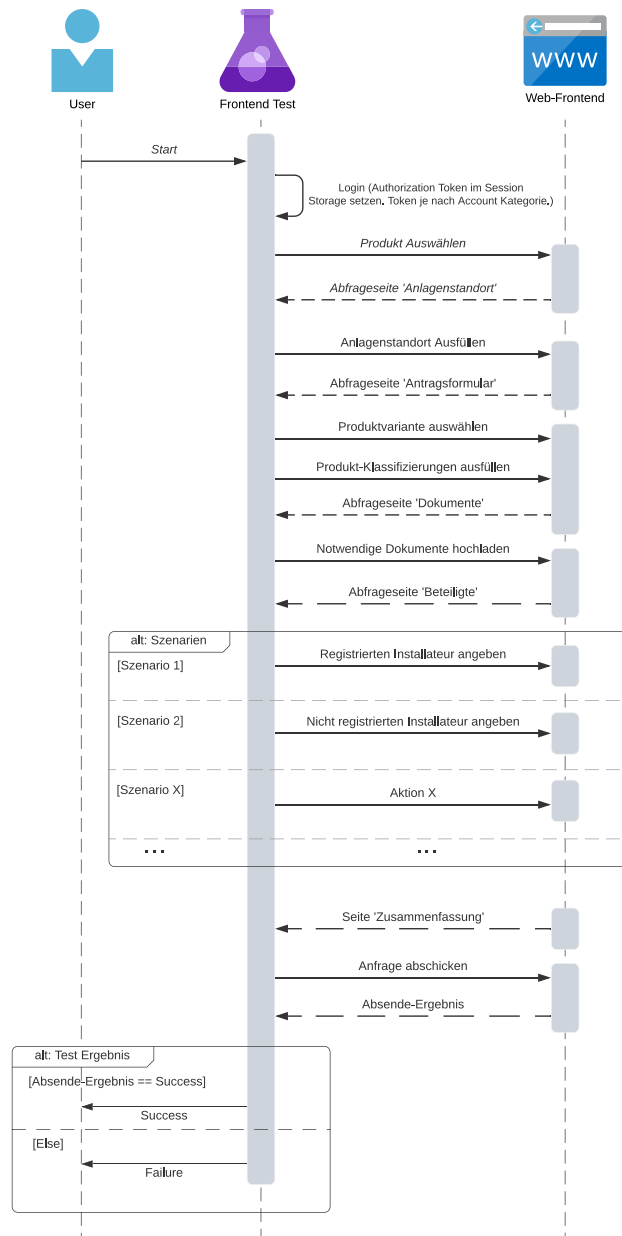 WWW
User
Frontend Test
Web-Frontend
Start
Login (Authorization Token im Session
Storage setzen. Token je nach Account Kategorie.)
Produkt Auswählen
Abfrageseite 'Anlagenstandort'
Anlagenstandort Ausfüllen
Abfrageseite 'Antragsformular'
Produktvariante auswählen
Produkt-Klassifizierungen ausfüllen
Abfrageseite 'Dokumente'
Notwendige Dokumente hochladen
Abfrageseite 'Beteiligte'
alt: Szenarien
[Szenario 1]
Registrierten Installateur angeben
[Szenario 2]
Nicht registrierten Installateur angeben
[Szenario X]
Aktion X
... ...
Seite 'Zusammenfassung'
Anfrage abschicken
Absende-Ergebnis
alt: Test Ergebnis
[Absende-Ergebnis == Success]
Success
[Else]
Failure